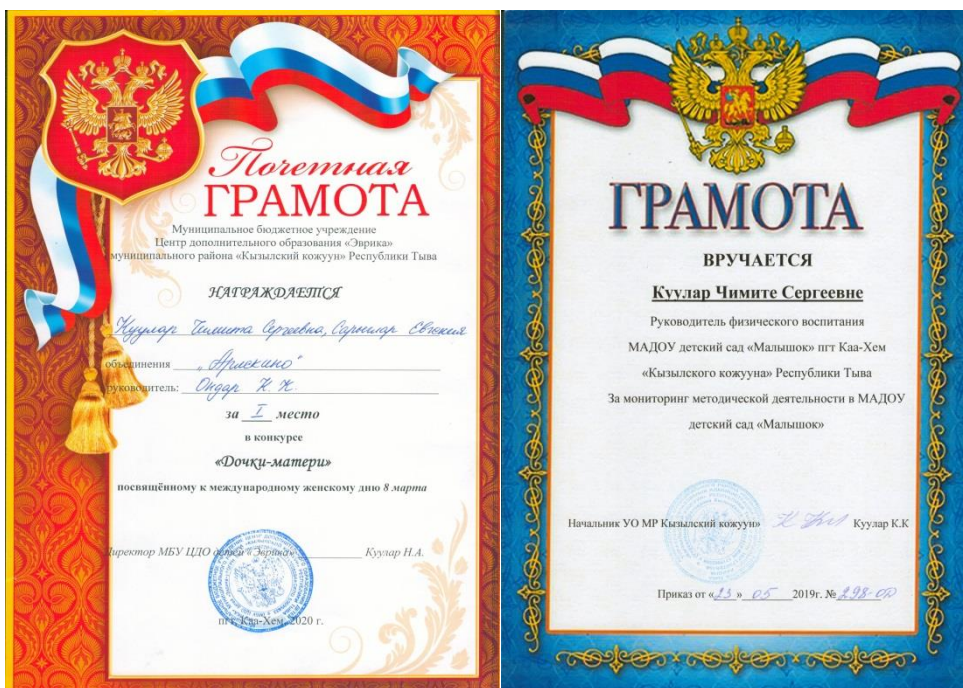 Почетная
ГРАМОТА
Муниципальное бюджетное учреждение
Центр дополнительного образования «Эврика»
муниципального района «Кызылский кожуун» Республики Тыва
НАГРАЖДАЕТСЯ
Куулар Чимита Сергеевна, Сарыглар Евгения
объединения „Арискино“
руководитель: Ондар
за I место
в конкурсе
«Дочки-матери»
посвящённому к международному женскому дню 8 марта
Директор МБУ ЦДО детей «Эврика» Куулар Н.А.
пгт. Каа-Хем, 2020 г.
ГРАМОТА
ВРУЧАЕТСЯ
Куулар Чимите Сергеевне
Руководитель физического воспитания
МАДОУ детский сад «Малышок» пгт Каа-Хем
«Кызылского кожууна» Республики Тыва
За мониторинг методической деятельности в МАДОУ
детский сад «Малышок»
Начальник УО МР Кызылский кожуун» Куулар К.К
Приказ от «23» 05 2019г. № 298-ОД